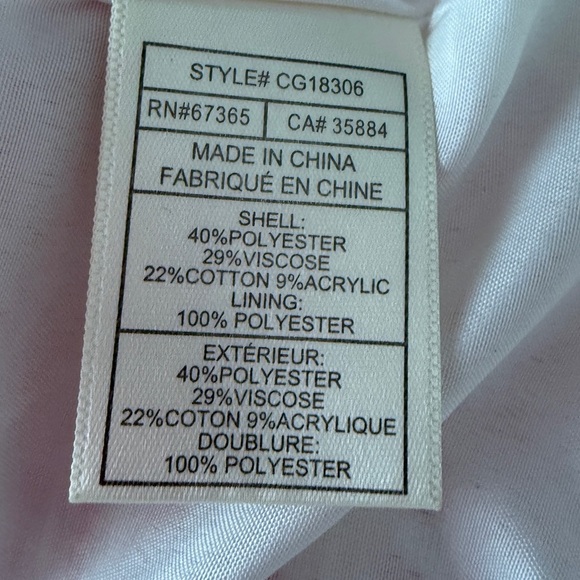 STYLE# CG18306
RN#67365 CA# 35884
MADE IN CHINA
FABRIQUÉ EN CHINE
SHELL:
40%POLYESTER
29%VISCOSE
22%COTTON 9%ACRYLIC
LINING:
100% POLYESTER
EXTÉRIEUR:
40%POLYESTER
29%VISCOSE
22%COTON 9%ACRYLIQUE
DOUBLURE:
100% POLYESTER